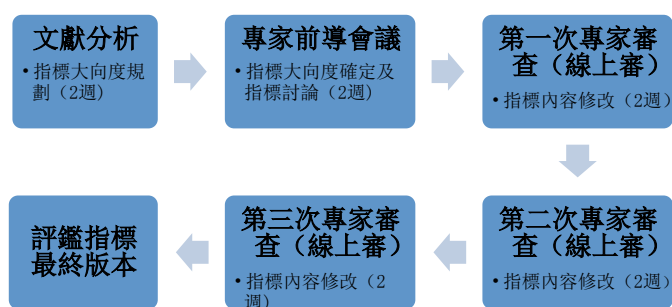 文獻分析
•指標大向度規
劃（2週)
專家前導會議
•指標大向度確定及
指標討論（2週)
第一次專家審
查（線上審）
•指標內容修改（2週）
第二次專家審
查（線上審）
•指標內容修改（2週）
第三次專家審
查（線上審）
•指標內容修改（2
週）
評鑑指標
最終版本